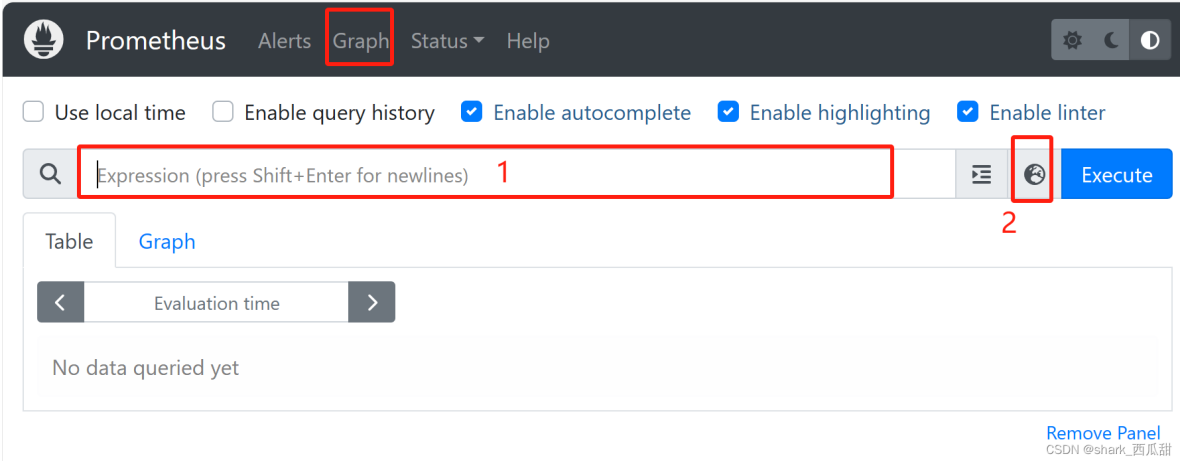 Prometheus Alerts Graph Status Help
Use local time Enable query history Enable autocomplete Enable highlighting Enable linter
Expression (press Shift+Enter for newlines) 1 Execute
2
Table Graph
Evaluation time
No data queried yet
Remove Panel
CSDN @shark_西瓜甜